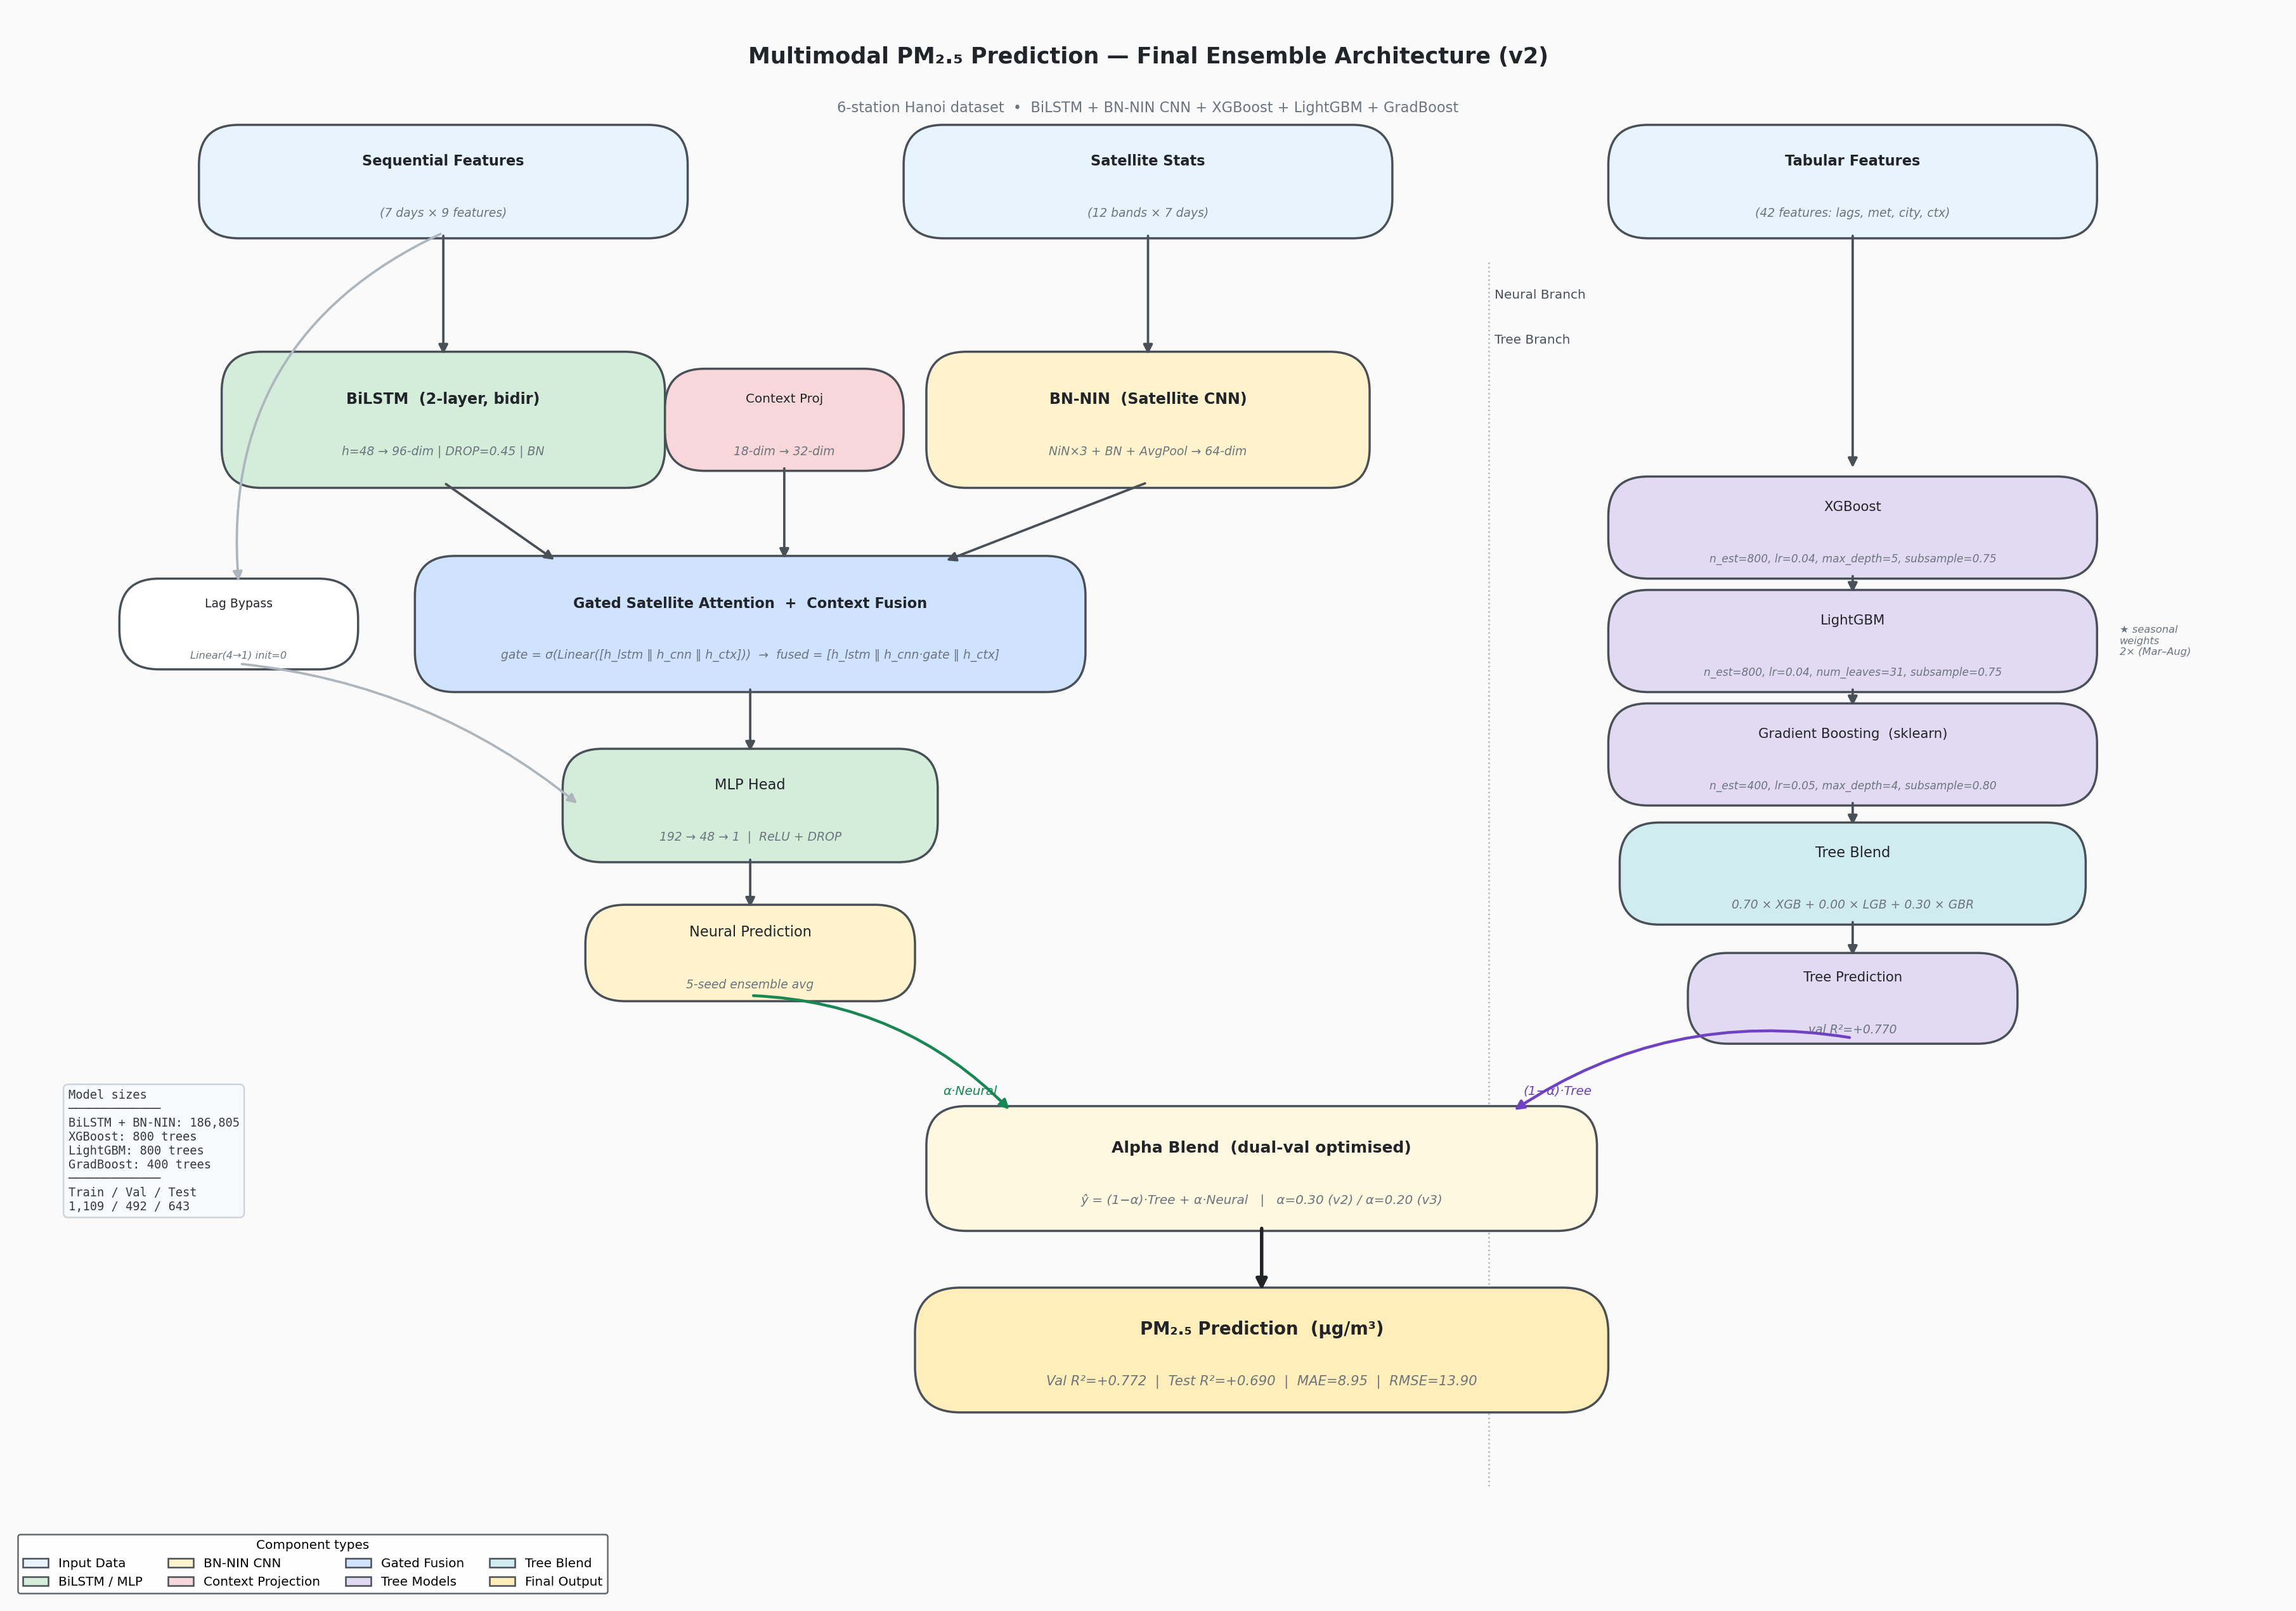 Multimodal PM₂.₅ Prediction — Final Ensemble Architecture (v2)
6-station Hanoi dataset • BiLSTM + BN-NIN CNN + XGBoost + LightGBM + GradBoost
Sequential Features
(7 days × 9 features)
Satellite Stats
(12 bands × 7 days)
Tabular Features
(42 features: lags, met, city, ctx)
Neural Branch
Tree Branch
BiLSTM (2-layer, bidir)
h=48 → 96-dim | DROP=0.45 | BN
Context Proj
18-dim → 32-dim
BN-NIN (Satellite CNN)
NiN×3 + BN + AvgPool → 64-dim
XGBoost
n_est=800, lr=0.04, max_depth=5, subsample=0.75
Lag Bypass
Linear(4→1) init=0
Gated Satellite Attention + Context Fusion
gate = σ(Linear([h_lstm ‖ h_cnn ‖ h_ctx])) → fused = [h_lstm ‖ h_cnn·gate ‖ h_ctx]
LightGBM
n_est=800, lr=0.04, num_leaves=31, subsample=0.75
★ seasonal
weights
2× (Mar–Aug)
Gradient Boosting (sklearn)
n_est=400, lr=0.05, max_depth=4, subsample=0.80
MLP Head
192 → 48 → 1 | ReLU + DROP
Tree Blend
0.70 × XGB + 0.00 × LGB + 0.30 × GBR
Neural Prediction
5-seed ensemble avg
Tree Prediction
val R²=+0.770
α·Neural
(1−α)·Tree
Model sizes
BiLSTM + BN-NIN: 186,805
XGBoost: 800 trees
LightGBM: 800 trees
GradBoost: 400 trees
Train / Val / Test
1,109 / 492 / 643
Alpha Blend (dual-val optimised)
ŷ = (1−α)·Tree + α·Neural | α=0.30 (v2) / α=0.20 (v3)
PM₂.₅ Prediction (µg/m³)
Val R²=+0.772 | Test R²=+0.690 | MAE=8.95 | RMSE=13.90
Component types
Input Data
BN-NIN CNN
Gated Fusion
Tree Blend
BiLSTM / MLP
Context Projection
Tree Models
Final Output